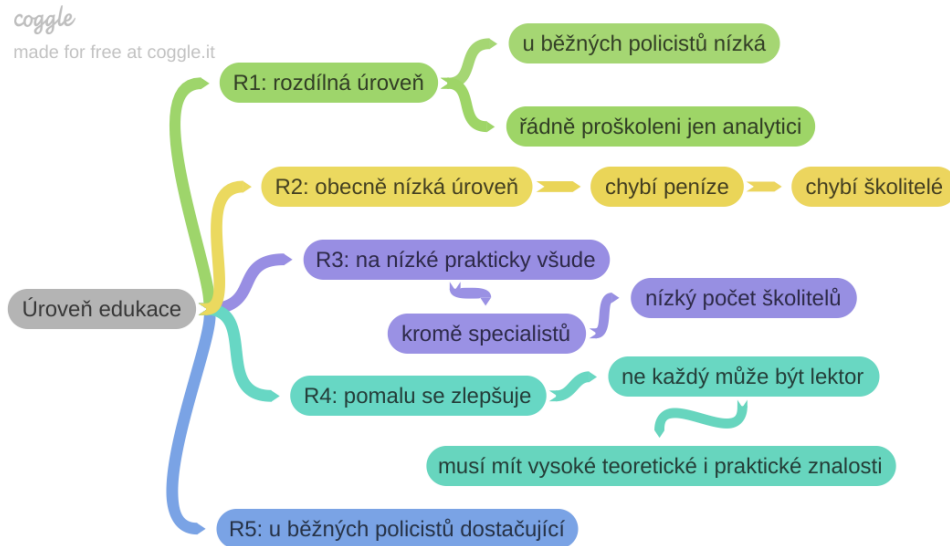 coggle
made for free at coggle.it
R1: rozdílná úroveň
u běžných policistů nízká
řádně proškoleni jen analytici
R2: obecně nízká úroveň
chybí peníze
chybí školitelé
Úroveň edukace
R3: na nízké prakticky všude
kromě specialistů
nízký počet školitelů
R4: pomalu se zlepšuje
ne každý může být lektor
musí mít vysoké teoretické i praktické znalosti
R5: u běžných policistů dostačující